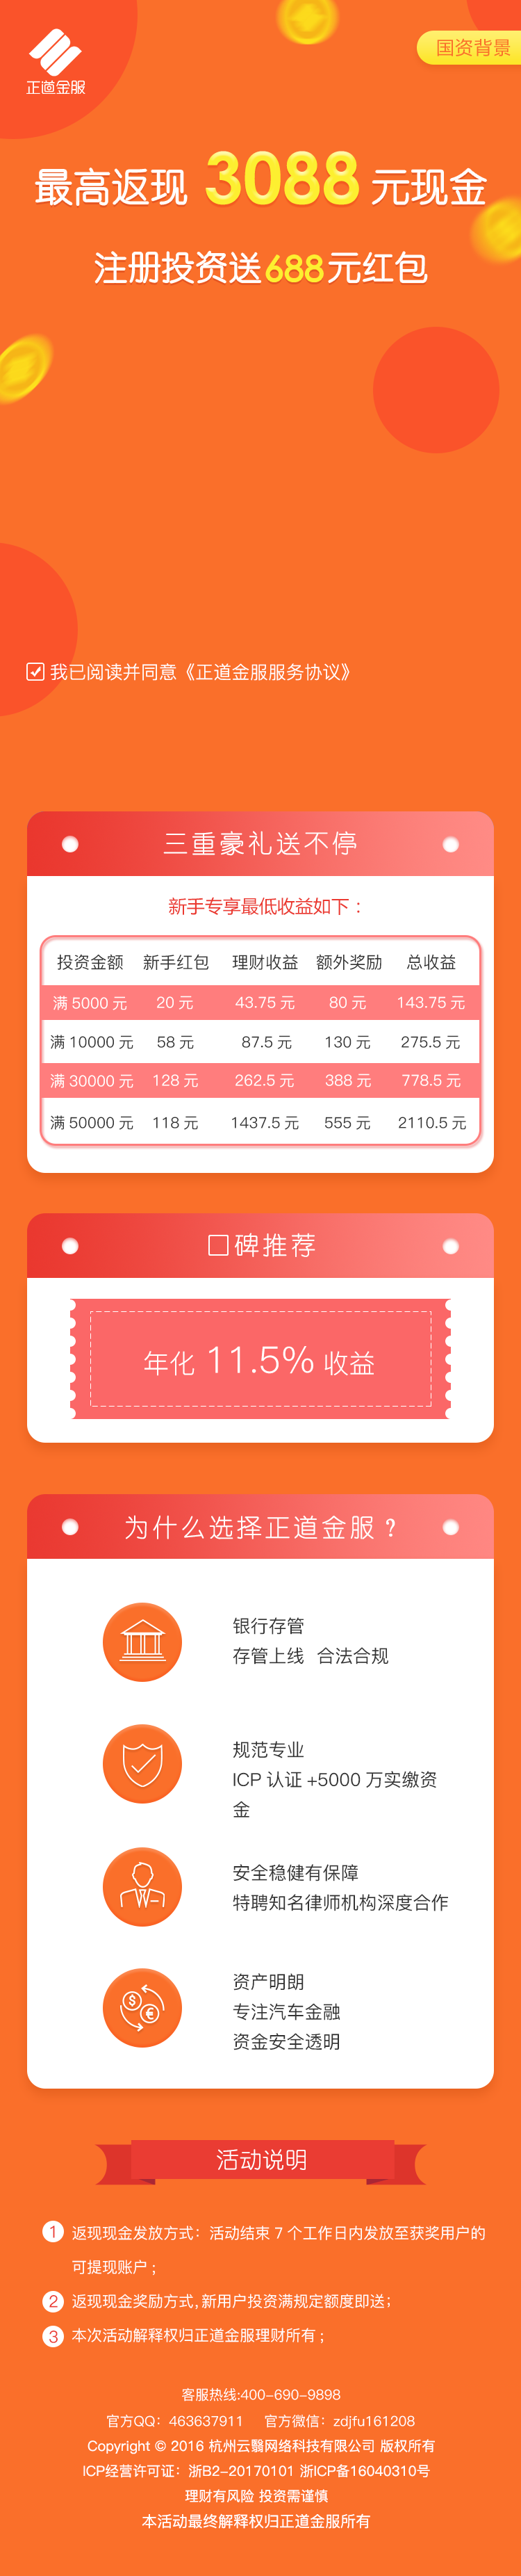 正道金服
国资背景
最高返现 3088 元现金
注册投资送688元红包
我已阅读并同意《正道金服服务协议》
三重豪礼送不停
新手专享最低收益如下：
投资金额 新手红包 理财收益 额外奖励 总收益
满 5000 元 20 元 43.75 元 80 元 143.75 元
满 10000 元 58 元 87.5 元 130 元 275.5 元
满 30000 元 128 元 262.5 元 388 元 778.5 元
满 50000 元 118 元 1437.5 元 555 元 2110.5 元
口碑推荐
年化 11.5% 收益
为什么选择正道金服？
银行存管
存管上线 合法合规
规范专业
ICP 认证 +5000 万实缴资
金
安全稳健有保障
特聘知名律师机构深度合作
资产明朗
专注汽车金融
资金安全透明
活动说明
1 返现现金发放方式：活动结束 7 个工作日内发放至获奖用户的
可提现账户；
2 返现现金奖励方式,新用户投资满规定额度即送；
3 本次活动解释权归正道金服理财所有；
客服热线:400-690-9898
官方QQ：463637911 官方微信：zdjfu161208
Copyright © 2016 杭州云翳网络科技有限公司 版权所有
ICP经营许可证：浙B2-20170101 浙ICP备16040310号
理财有风险 投资需谨慎
本活动最终解释权归正道金服所有